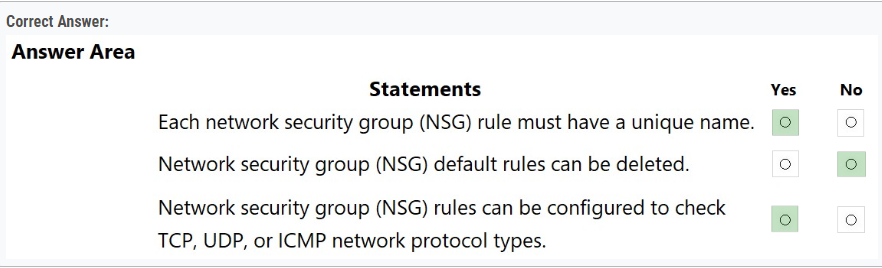 Correct Answer:
Answer Area
Statements Yes No
Each network security group (NSG) rule must have a unique name.
Network security group (NSG) default rules can be deleted.
Network security group (NSG) rules can be configured to check
TCP, UDP, or ICMP network protocol types.